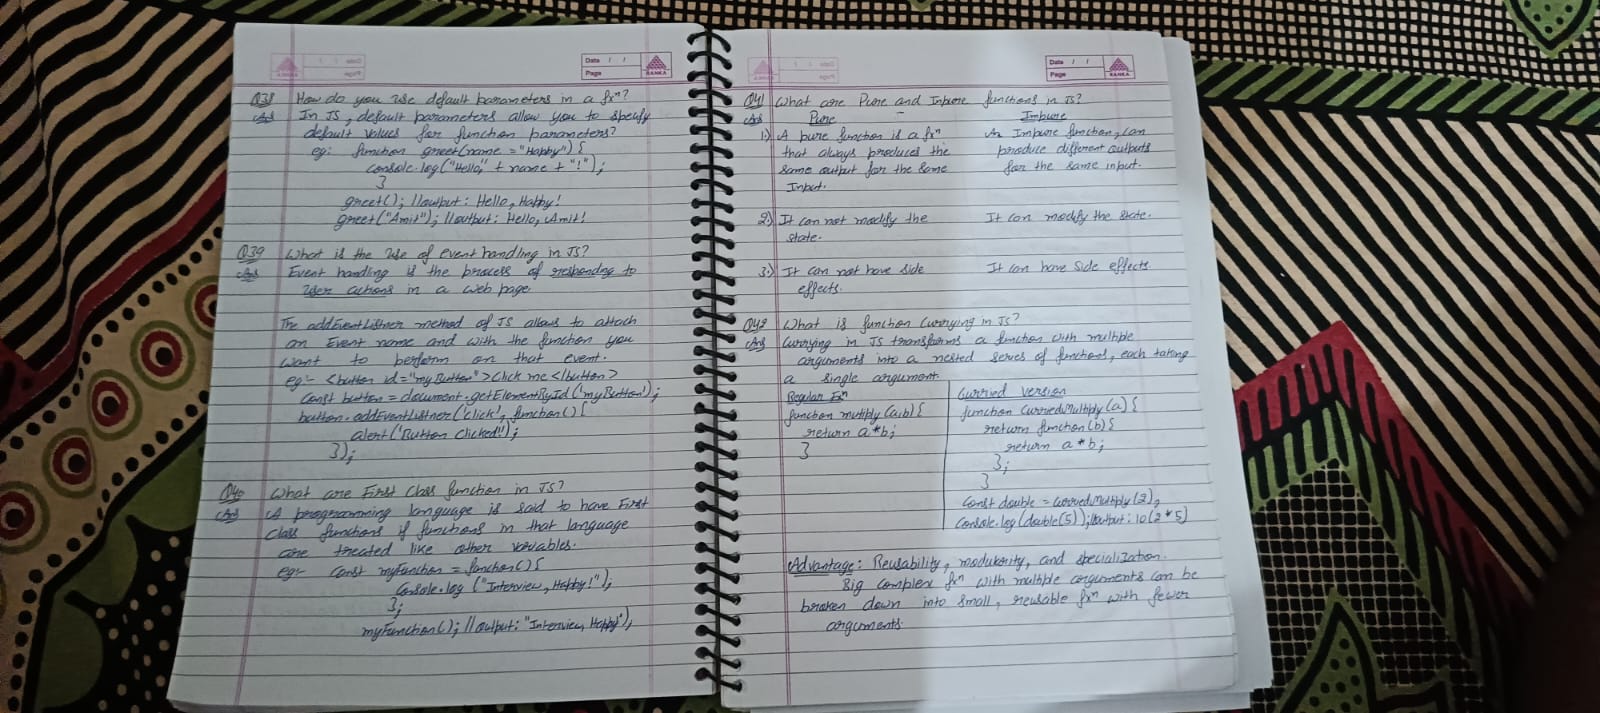 Date / /
Page
RANKA
Q38 How do you use default parameters in a fxⁿ?
Ans In JS, default parameters allow you to specify
default values for function parameters?
eg: function greet(name = "Happy") {
console.log("Hello," + name + "!");
}
greet(); //output: Hello, Happy!
greet("Amit"); //output: Hello, Amit!
Q39 What is the use of event handling in JS?
Ans Event handling is the process of responding to
user actions in a web page.
The addEventListner method of JS allows to attach
an Event name and with the function you
want to perform on that event.
eg:- <button id="myButton">Click me</button>
const button = document.getElementById('myButton');
button.addEventListner('click', function() {
alert('Button clicked!');
});
Q40 What are First Class function in JS?
Ans A programming language is said to have First
class functions if functions in that language
are treated like other variables.
eg:- const myFunction = function() {
Console.log ("Interview, Happy!");
};
myFunction(); //output: "Interview, Happy");
Date / /
Page
RANKA
Q41 What are Pure and Impure functions in JS?
Ans Pure Impure
1.) A pure function is a fxⁿ An Impure function, can
that always produces the produce different outputs
same output for the same for the same input.
Input.
2.) It can not modify the It can modify the state.
state.
3.) It can not have side It can have Side effects.
effects.
Q42 What is function Currying in JS?
Ans Currying in JS transforms a function with multiple
arguments into a nested series of functions, each taking
a single argument.
Regular fxⁿ
function mutiply (a,b) {
return a*b;
}
Curried version
function curriedMultiply (a) {
return function(b) {
return a * b;
};
}
const double = curriedMultiply (2);
Console.log (double(5)); //output: 10 (2 * 5)
Advantage: Reusability, modularity, and specialization.
Big complex fxⁿ with multiple arguments can be
broken down into small, reusable fxⁿ with fewer
arguments